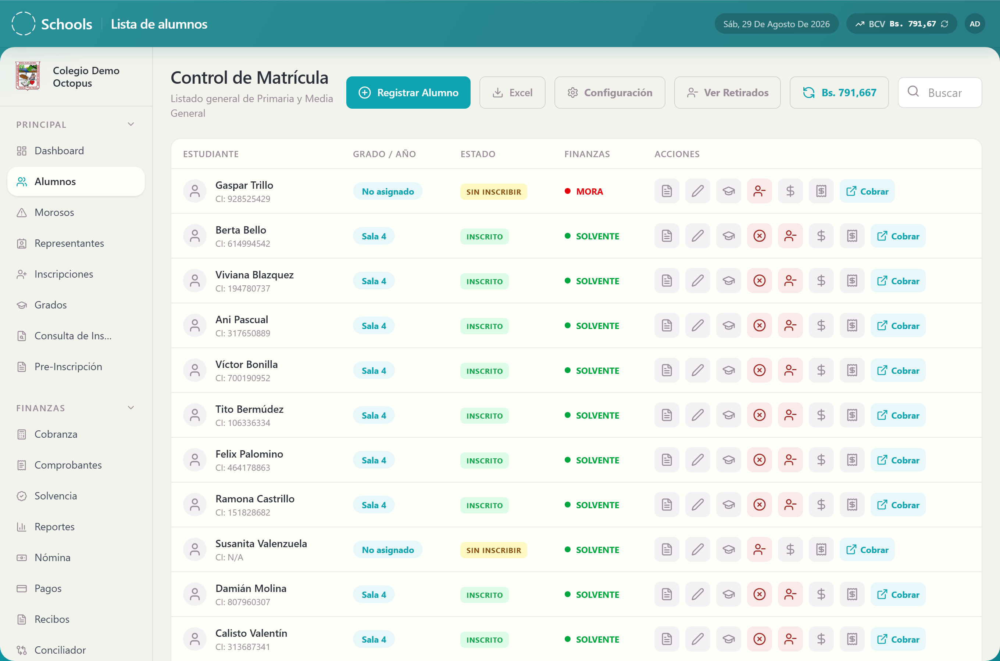 Schools
Lista de alumnos
Sáb, 29 De Agosto De 2026
BCV Bs. 791,67
AD
Colegio Demo
Octopus
PRINCIPAL
Dashboard
Alumnos
Morosos
Representantes
Inscripciones
Grados
Consulta de Ins...
Pre-Inscripción
FINANZAS
Cobranza
Comprobantes
Solvencia
Reportes
Nómina
Pagos
Recibos
Conciliador
Control de Matrícula
Listado general de Primaria y Media
General
Registrar Alumno
Excel
Configuración
Ver Retirados
Bs. 791,667
Buscar
ESTUDIANTE GRADO / AÑO ESTADO FINANZAS ACCIONES
Gaspar Trillo
CI: 928525429
No asignado SIN INSCRIBIR MORA Cobrar
Berta Bello
CI: 614994542
Sala 4 INSCRITO SOLVENTE Cobrar
Viviana Blazquez
CI: 194780737
Sala 4 INSCRITO SOLVENTE Cobrar
Ani Pascual
CI: 317650889
Sala 4 INSCRITO SOLVENTE Cobrar
Víctor Bonilla
CI: 700190952
Sala 4 INSCRITO SOLVENTE Cobrar
Tito Bermúdez
CI: 106336334
Sala 4 INSCRITO SOLVENTE Cobrar
Felix Palomino
CI: 464178863
Sala 4 INSCRITO SOLVENTE Cobrar
Ramona Castrillo
CI: 151828682
Sala 4 INSCRITO SOLVENTE Cobrar
Susanita Valenzuela
CI: N/A
No asignado SIN INSCRIBIR SOLVENTE Cobrar
Damián Molina
CI: 807960307
Sala 4 INSCRITO SOLVENTE Cobrar
Calisto Valentín
CI: 313687341
Sala 4 INSCRITO SOLVENTE Cobrar